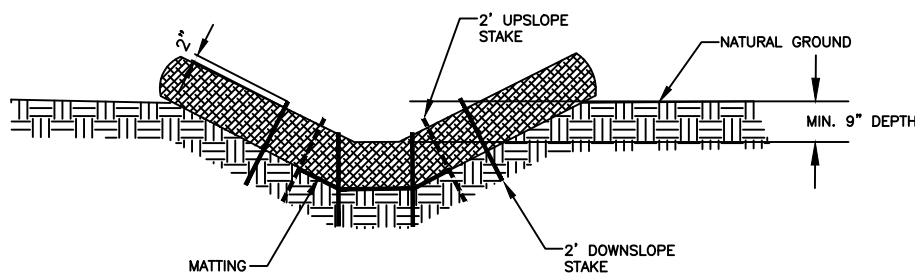 2"
2' UPSLOPE
STAKE
NATURAL GROUND
MIN. 9" DEPTH
MATTING
2' DOWNSLOPE
STAKE